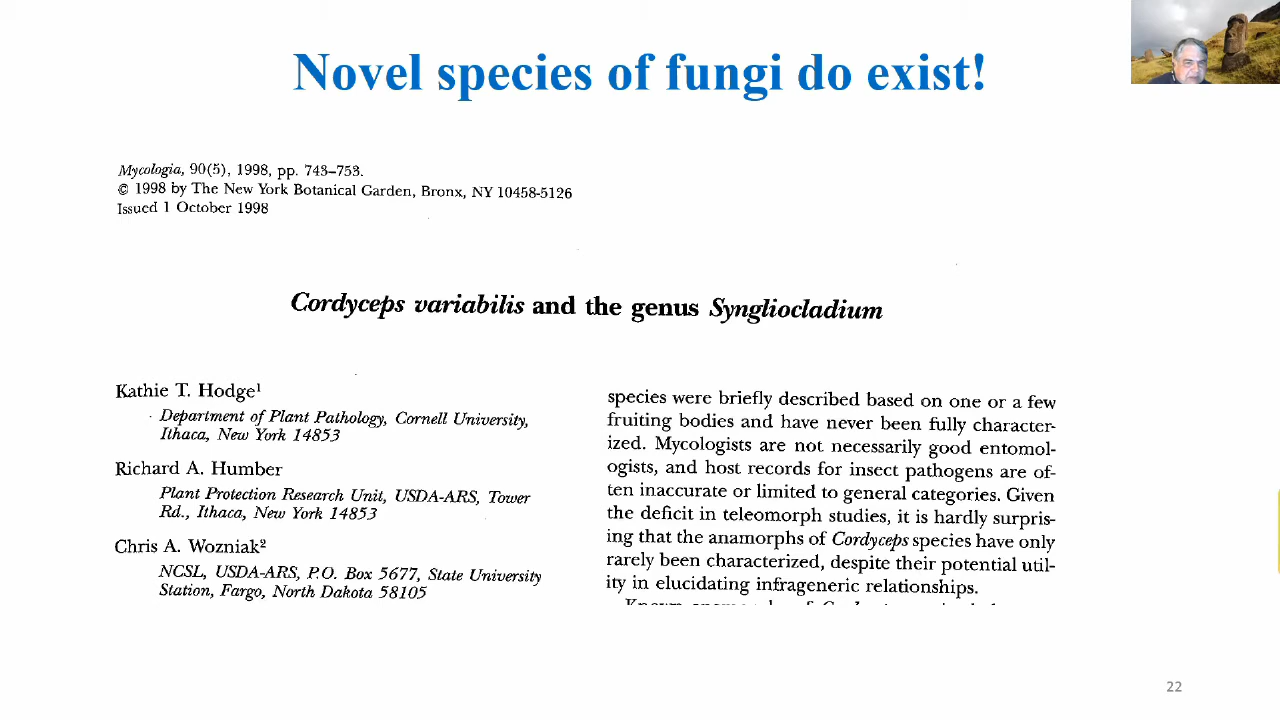 Novel species of fungi do exist!
Mycologia, 90(5), 1998, pp. 743–753.
© 1998 by The New York Botanical Garden, Bronx, NY 10458-5126
Issued 1 October 1998
Cordyceps variabilis and the genus Syngliocladium
Kathie T. Hodge¹
Department of Plant Pathology, Cornell University,
Ithaca, New York 14853
Richard A. Humber
Plant Protection Research Unit, USDA-ARS, Tower
Rd., Ithaca, New York 14853
Chris A. Wozniak²
NCSL, USDA-ARS, P.O. Box 5677, State University
Station, Fargo, North Dakota 58105
species were briefly described based on one or a few
fruiting bodies and have never been fully character-
ized. Mycologists are not necessarily good entomol-
ogists, and host records for insect pathogens are of-
ten inaccurate or limited to general categories. Given
the deficit in teleomorph studies, it is hardly surpris-
ing that the anamorphs of Cordyceps species have only
rarely been characterized, despite their potential util-
ity in elucidating infrageneric relationships.
22